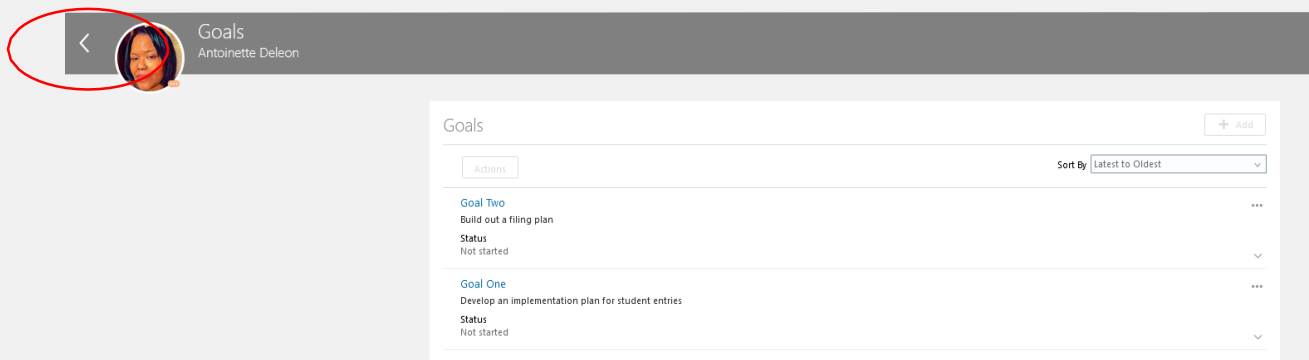 Goals
Antoinette Deleon
Goals
Add
Actions
Sort By Latest to Oldest
Goal Two
Build out a filing plan
Status
Not started
Goal One
Develop an implementation plan for student entries
Status
Not started